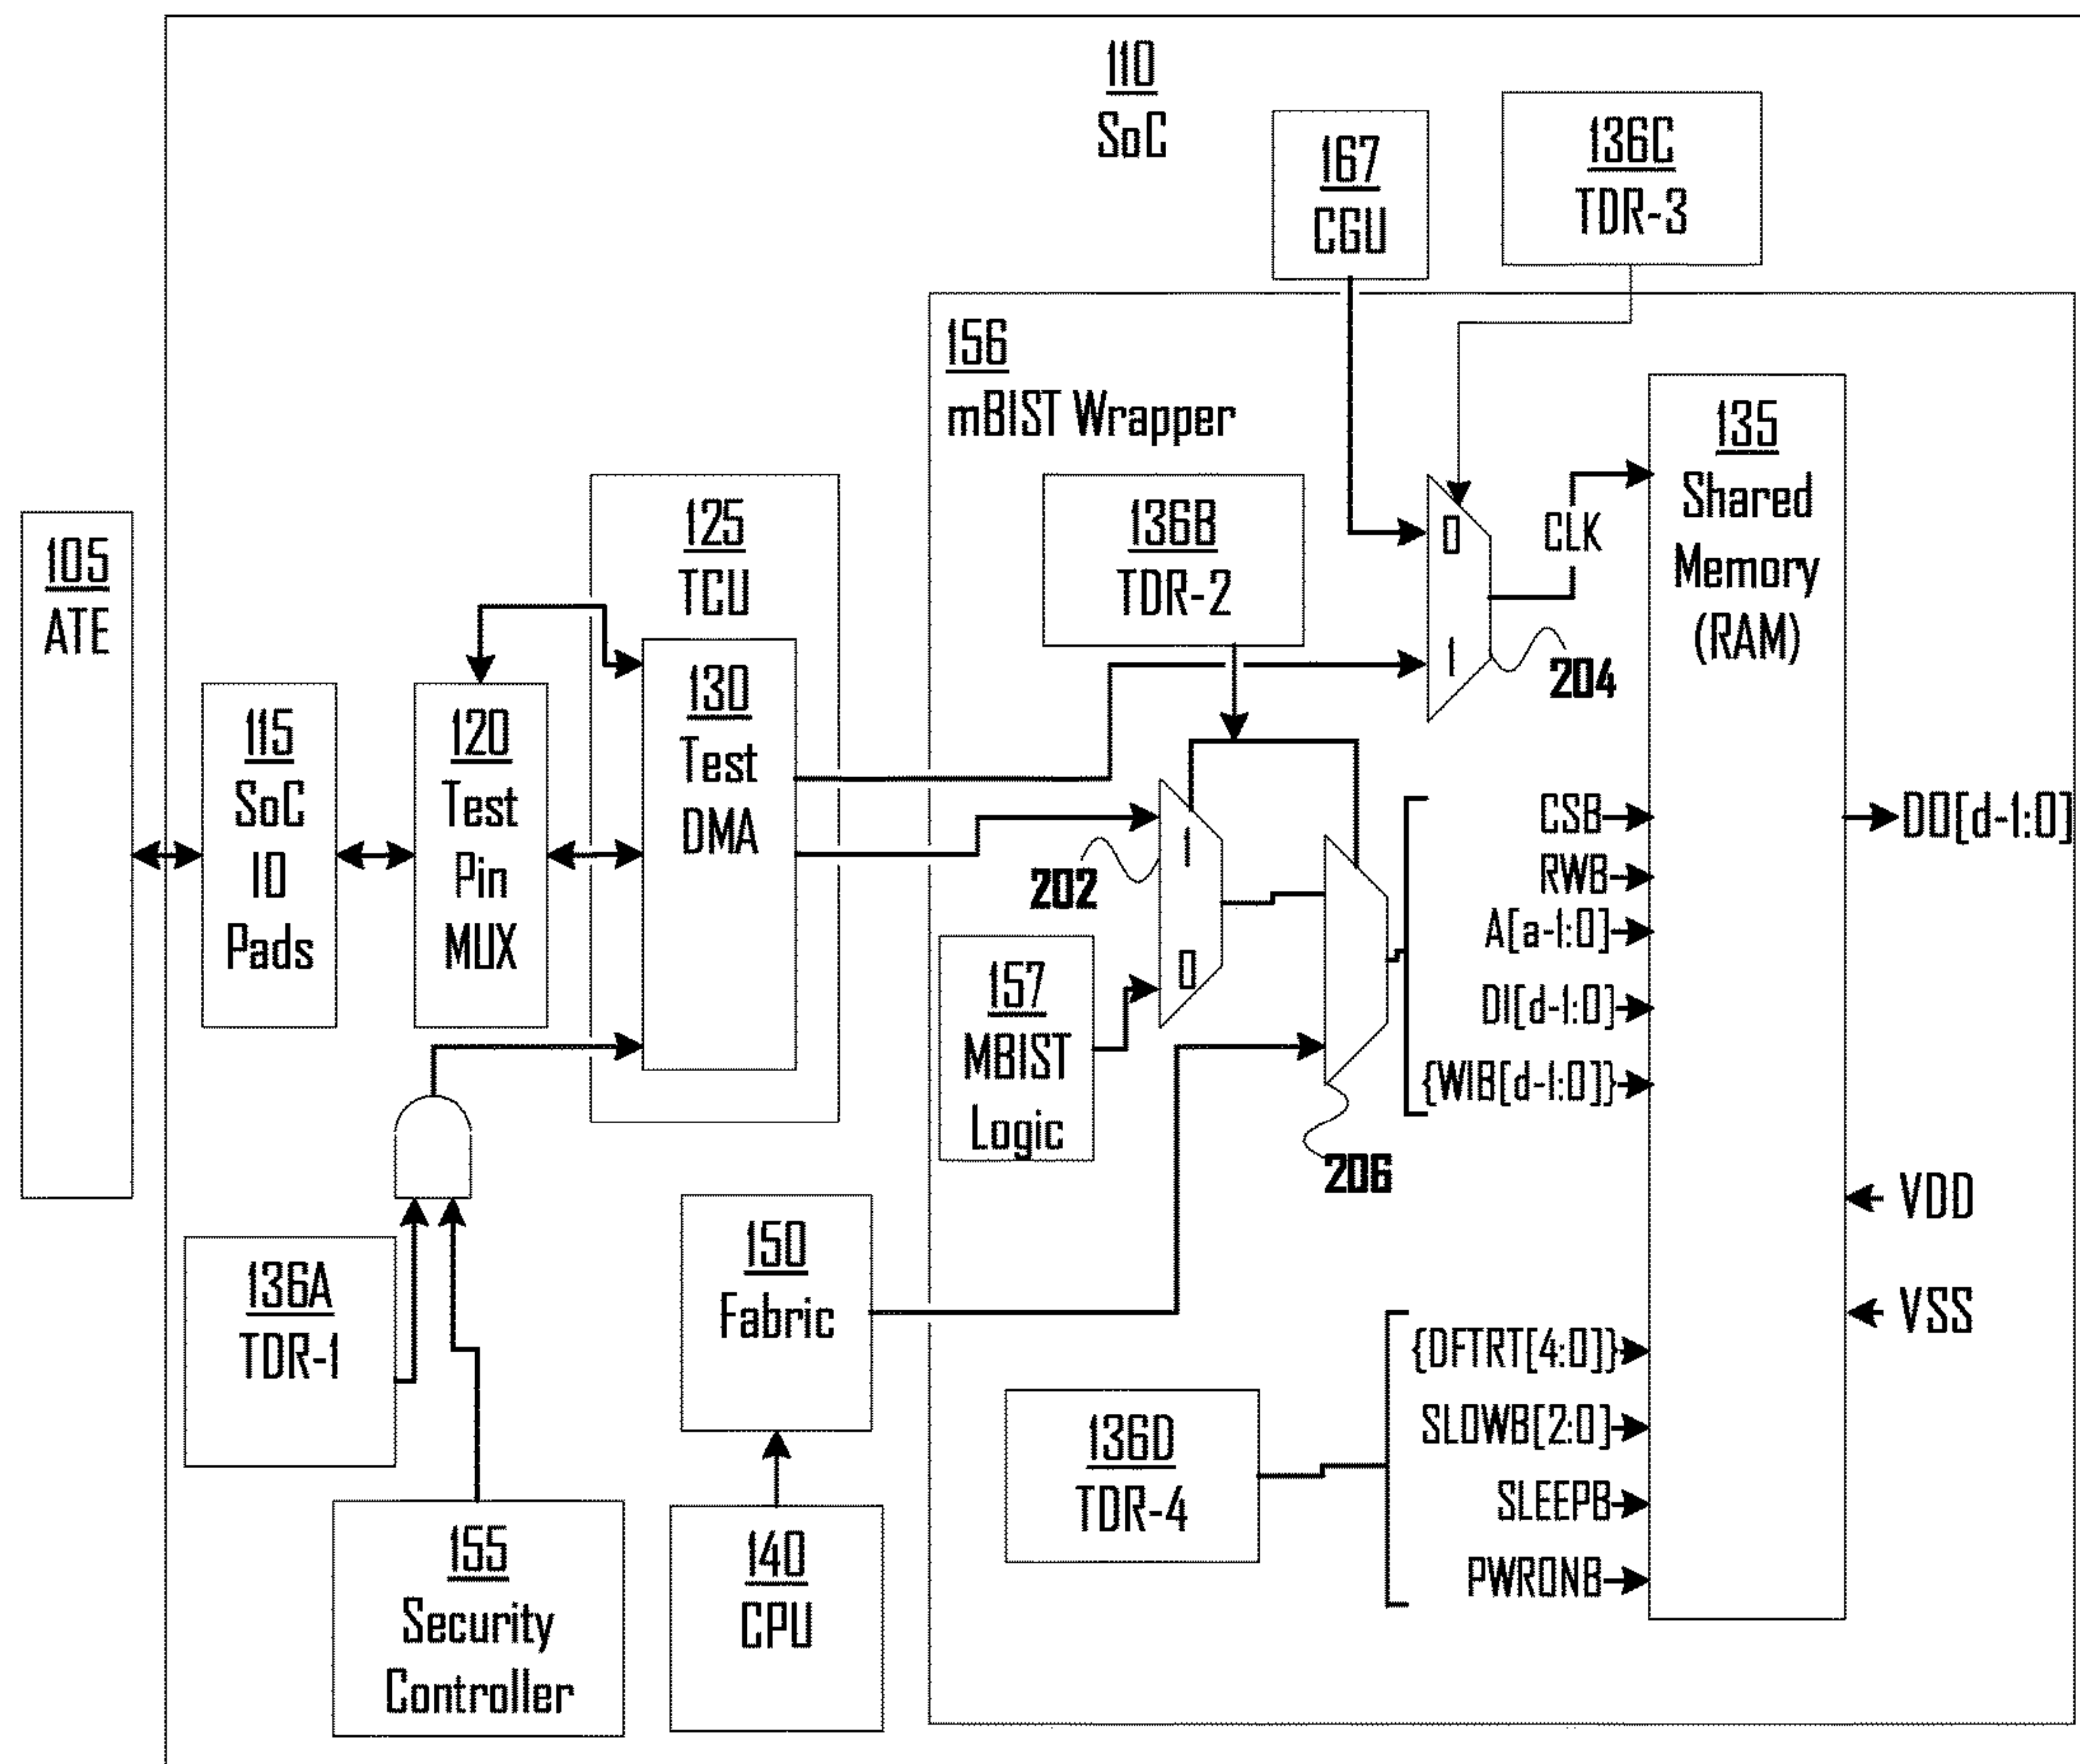 110
SoC
167
CGU
136C
TDR-3
156
mBIST Wrapper
135
Shared
Memory
(RAM)
105
ATE
125
TCU
136B
TDR-2
0
1
CLK
204
115
SoC
IO
Pads
120
Test
Pin
MUX
130
Test
DMA
202
1
0
157
MBIST
Logic
206
CSB
RWB
A[a-1:0]
DI[d-1:0]
{WIB[d-1:0]}
DO[d-1:0]
VDD
VSS
136A
TDR-1
150
Fabric
155
Security
Controller
140
CPU
136D
TDR-4
{DFTRT[4:0]}
SLOWB[2:0]
SLEEPB
PWRONB